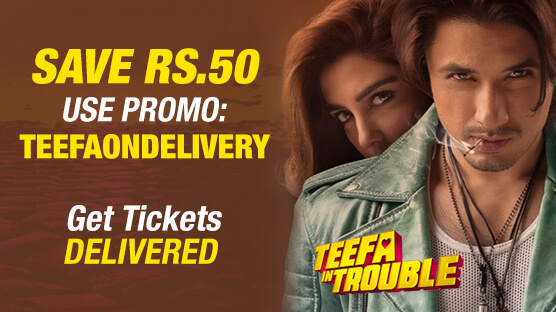 SAVE RS.50
USE PROMO:
TEEFAONDELIVERY
Get Tickets
DELIVERED
TEEFA
IN TROUBLE